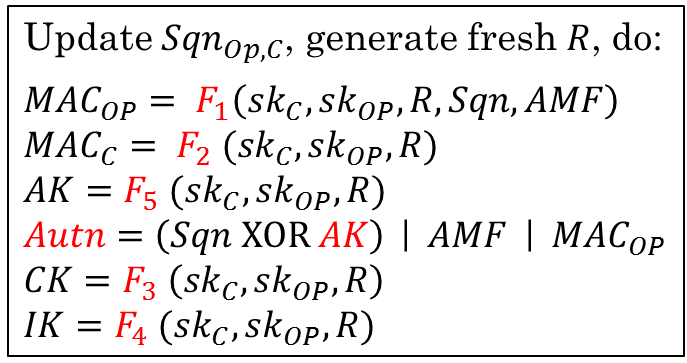 Update Sqn_{Op,C}, generate fresh R, do:
MAC_{OP} = F_1(sk_C, sk_{OP}, R, Sqn, AMF)
MAC_C = F_2 (sk_C, sk_{OP}, R)
AK = F_5 (sk_C, sk_{OP}, R)
Autn = (Sqn XOR AK) | AMF | MAC_{OP}
CK = F_3 (sk_C, sk_{OP}, R)
IK = F_4 (sk_C, sk_{OP}, R)